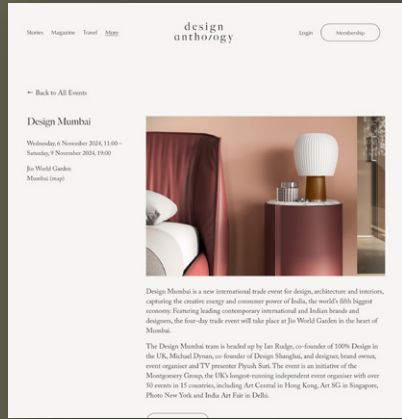 design
anthology
Stories Magazine Travel More
Login Membership
← Back to All Events
Design Mumbai
Wednesday, 6 November 2024, 11:00 –
Saturday, 9 November 2024, 19:00
Jio World Garden
Mumbai (map)
Design Mumbai is a new international trade event for design, architecture and interiors,
capturing the creative energy and consumer power of India, the world's fifth biggest
economy. Featuring leading contemporary international and Indian brands and
designers, the four-day trade event will take place at Jio World Garden in the heart of
Mumbai.
The Design Mumbai team is headed up by Ian Rudge, co-founder of 100% Design in
the UK, Michael Dynan, co-founder of Design Shanghai, and designer, brand owner,
event organiser and TV presenter Piyush Suri. The event is an initiative of the
Montgomery Group, the UK's longest-running independent event organiser with over
50 events in 15 countries, including Art Central in Hong Kong, Art SG in Singapore,
Photo New York and India Art Fair in Delhi.